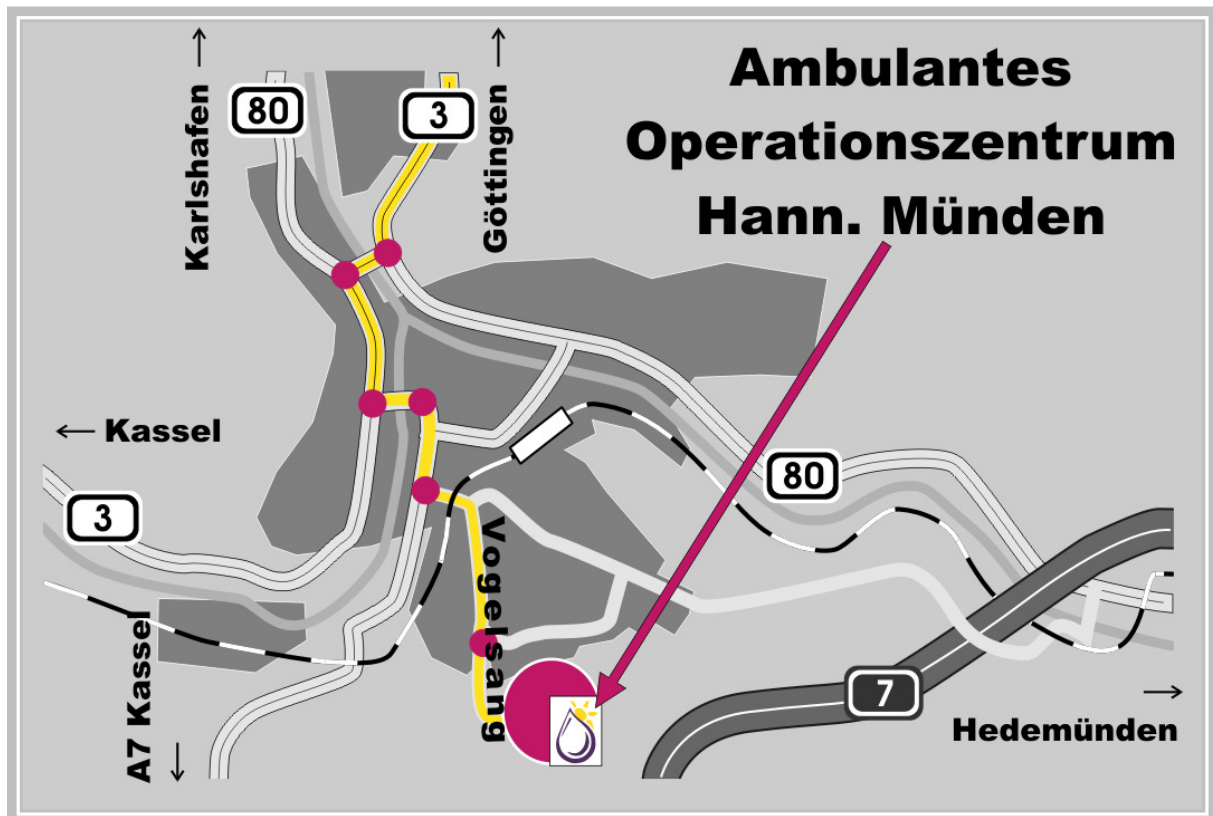 Ambulantes
Operationszentrum
Hann. Münden
Karlshafen
80
3
Göttingen
Kassel
3
80
Vogelsang
A7 Kassel
7
Hedemünden